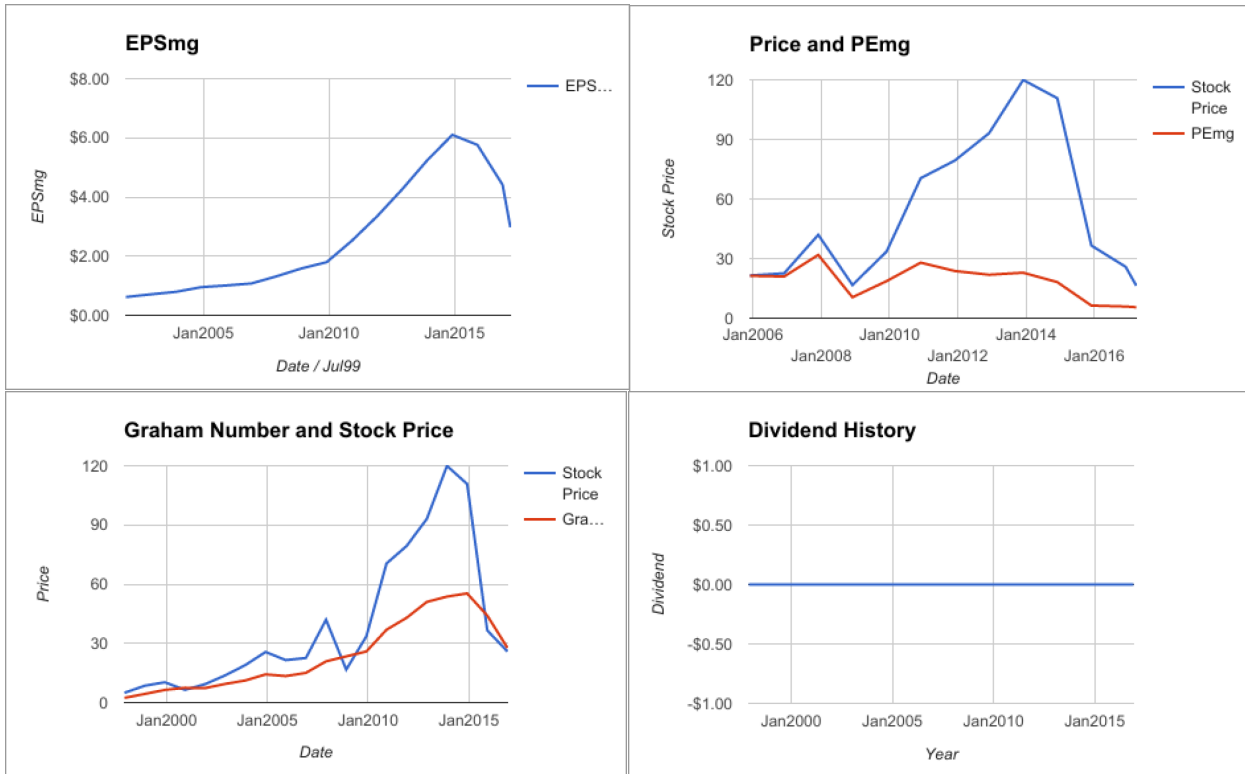 EPSmg
$8.00
$6.00
$4.00
$2.00
$0.00
EPSmg
EPS…
Jan2005
Jan2010
Jan2015
Date / Jul99
Price and PEmg
120
90
60
30
0
Stock Price
Stock
Price
PEmg
Jan2006
Jan2008
Jan2010
Jan2012
Jan2014
Jan2016
Date
Graham Number and Stock Price
120
90
60
30
0
Price
Stock
Price
Gra…
Jan2000
Jan2005
Jan2010
Jan2015
Date
Dividend History
$1.00
$0.50
$0.00
-$0.50
-$1.00
Dividend
Jan2000
Jan2005
Jan2010
Jan2015
Year